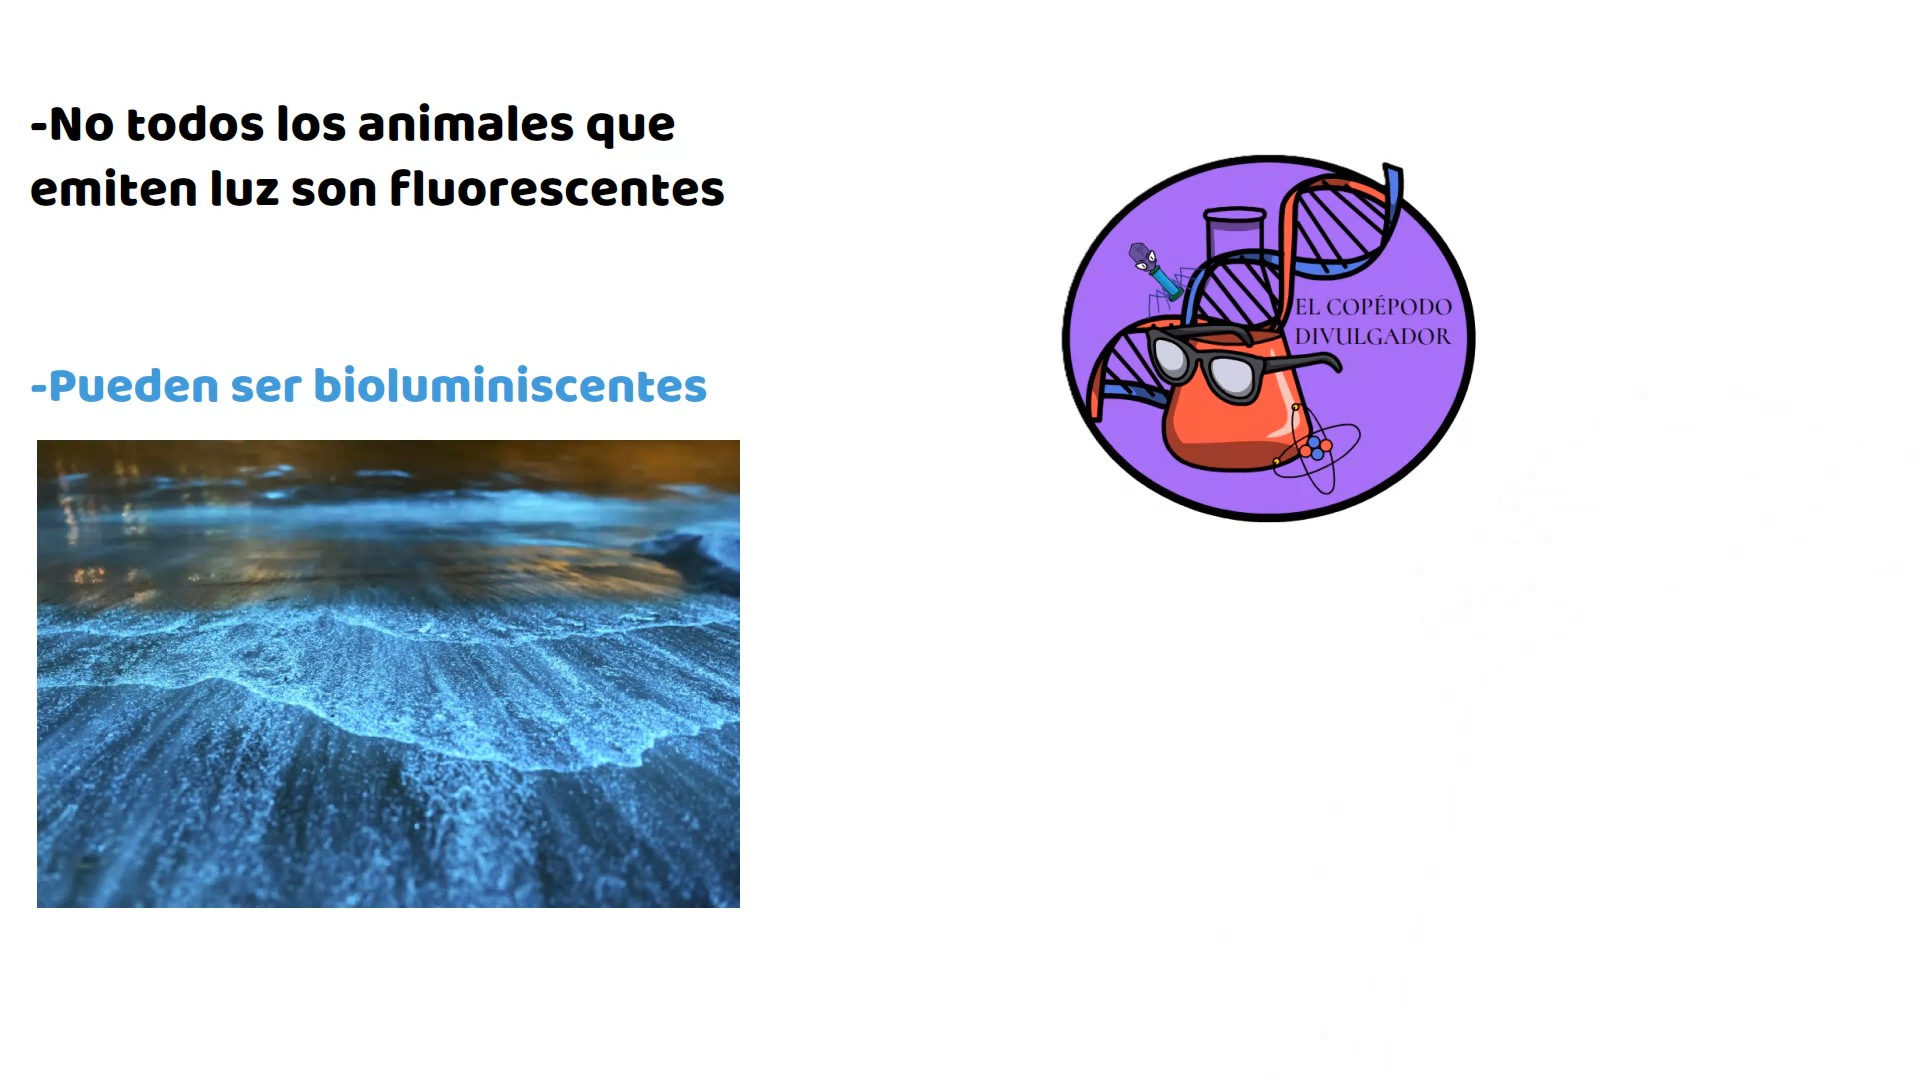 -No todos los animales que
emiten luz son fluorescentes
-Pueden ser bioluminiscentes
EL COPÉPODO
DIVULGADOR